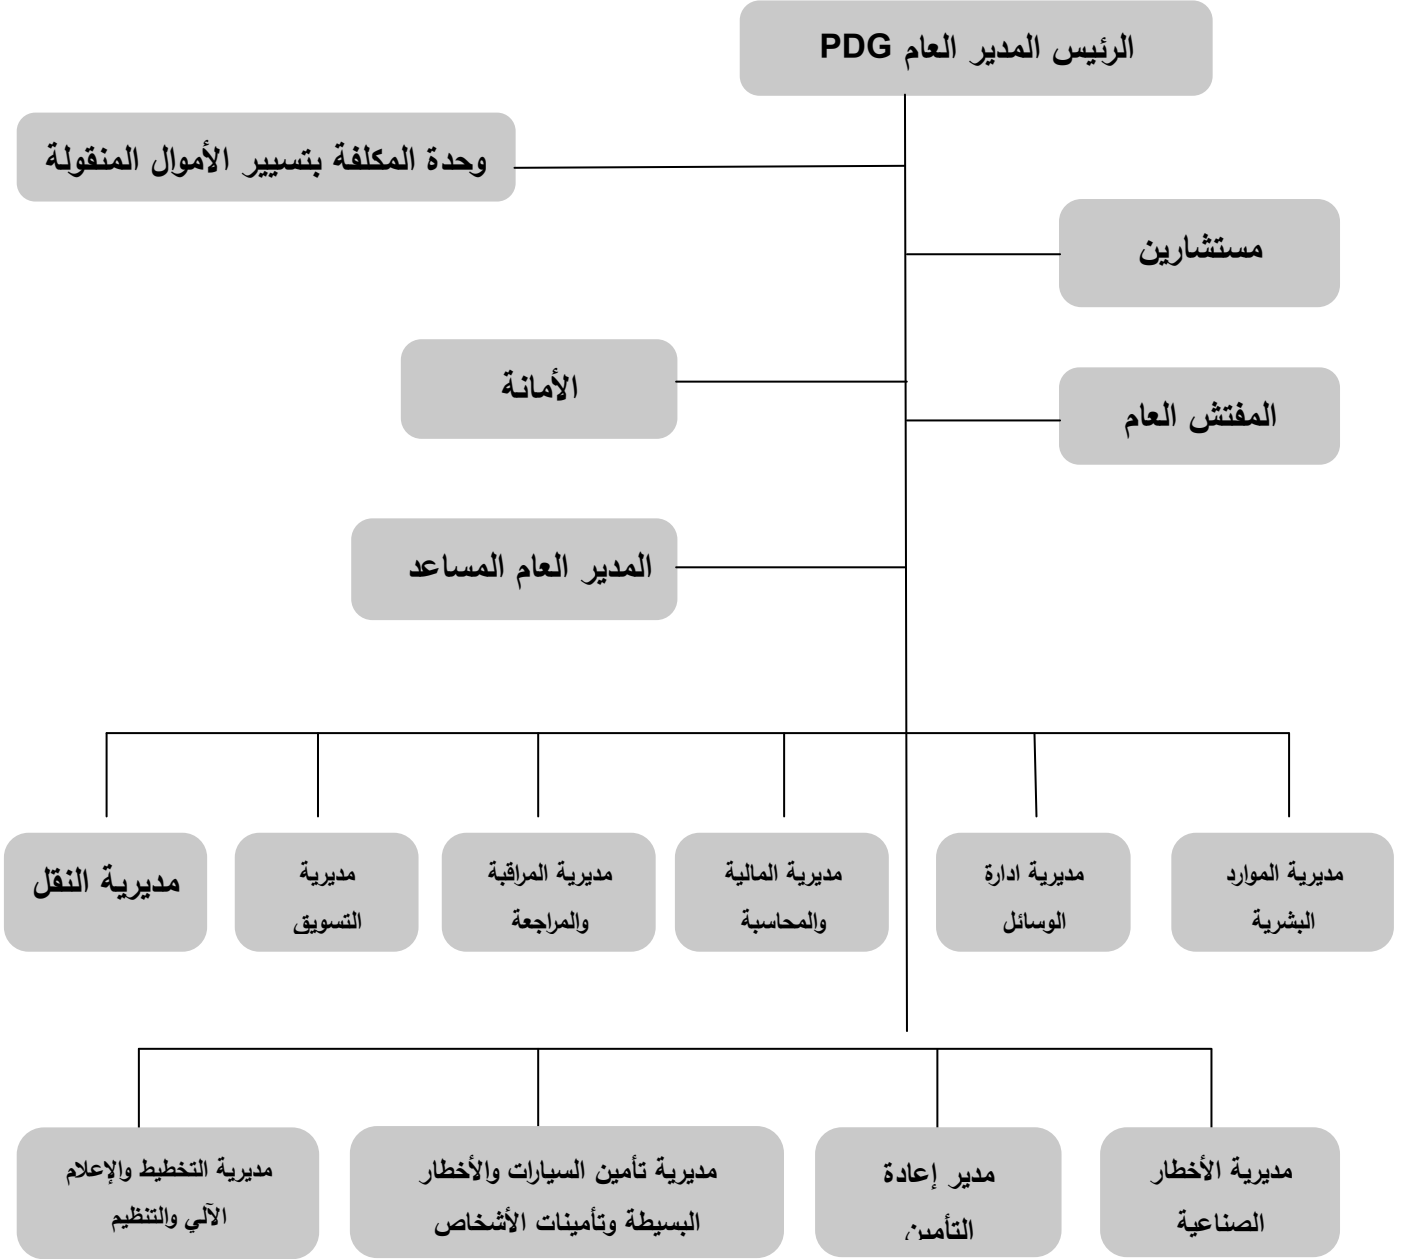 الرئيس المدير العام PDG
وحدة المكلفة بتسيير الأموال المنقولة
مستشارين
الأمانة
المفتش العام
المدير العام المساعد
مديرية الموارد
البشرية
مديرية ادارة
الوسائل
مديرية المالية
والمحاسبة
مديرية المراقبة
والمراجعة
مديرية
التسويق
مديرية النقل
مديرية الأخطار
الصناعية
مدير إعادة
التأمين
مديرية تأمين السيارات والأخطار
البسيطة وتأمينات الأشخاص
مديرية التخطيط والإعلام
الآلي والتنظيم